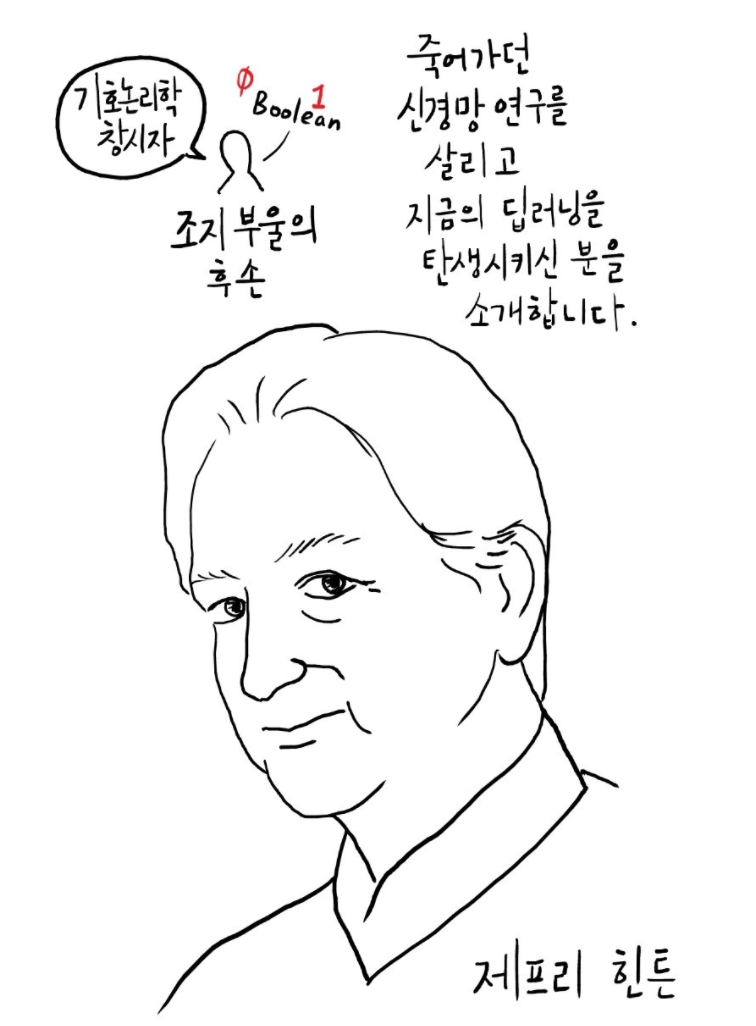 기호논리학
창시자
0 1
Boolean
조지 부울의
후손
죽어가던
신경망 연구를
살리고
지금의 딥러닝을
탄생시키신 분을
소개합니다.
제프리 힌튼